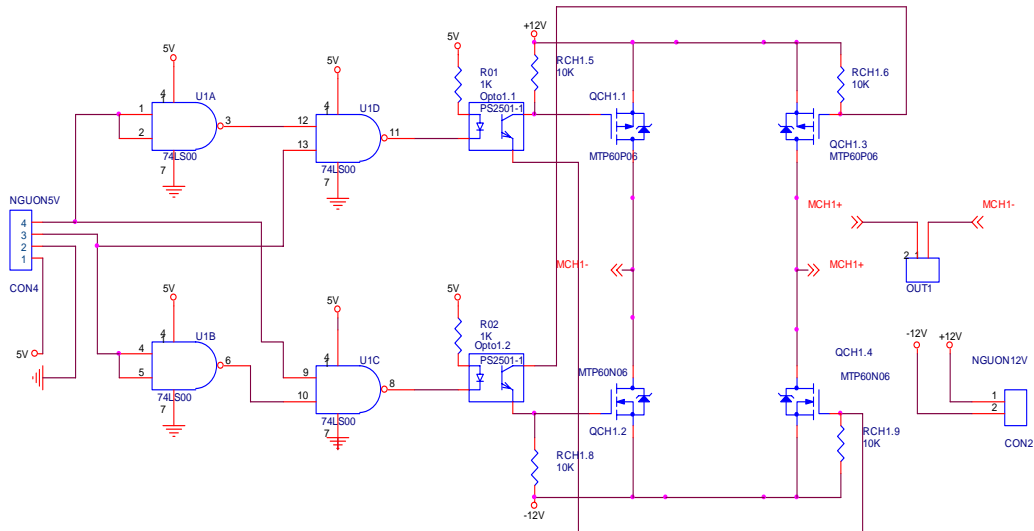 5V
U1A
4
1
2
3
74LS00
7
5V
U1D
4
12
13
11
74LS00
7
5V
R01
1K
Opto1.1
PS2501-1
+12V
RCH1.5
10K
QCH1.1
MTP60P06
RCH1.6
10K
QCH1.3
MTP60P06
NGUON5V
4
3
2
1
CON4
5V
MCH1-
MCH1+
MCH1+
MCH1-
2
1
OUT1
5V
U1B
4
4
5
6
74LS00
7
5V
U1C
4
9
10
8
74LS00
7
5V
R02
1K
Opto1.2
PS2501-1
MTP60N06
QCH1.2
RCH1.8
10K
-12V
QCH1.4
MTP60N06
RCH1.9
10K
-12V
+12V
NGUON12V
1
2
CON2